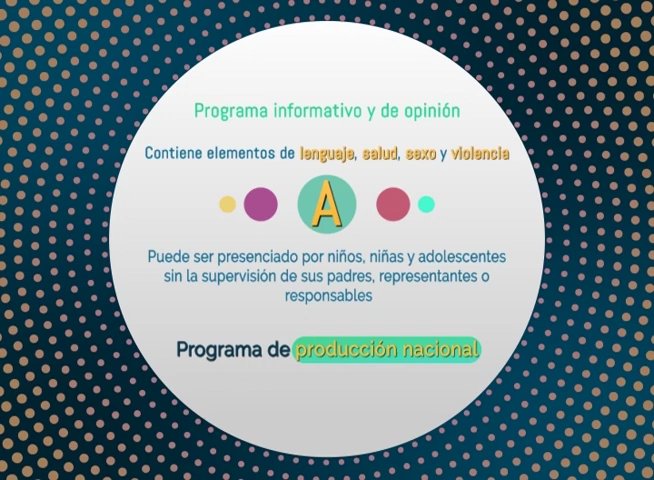 Programa informativo y de opinión
Contiene elementos de lenguaje, salud, sexo y violencia
A
Puede ser presenciado por niños, niñas y adolescentes
sin la supervisión de sus padres, representantes o
responsables
Programa de producción nacional